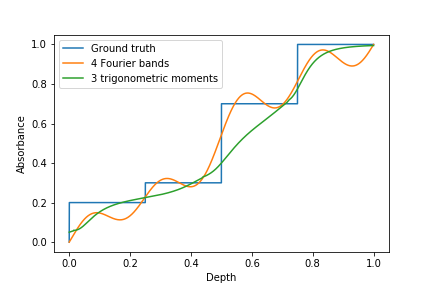 Ground truth
4 Fourier bands
3 trigonometric moments
1.0
0.8
0.6
0.4
0.2
0.0
Absorbance
0.0 0.2 0.4 0.6 0.8 1.0
Depth